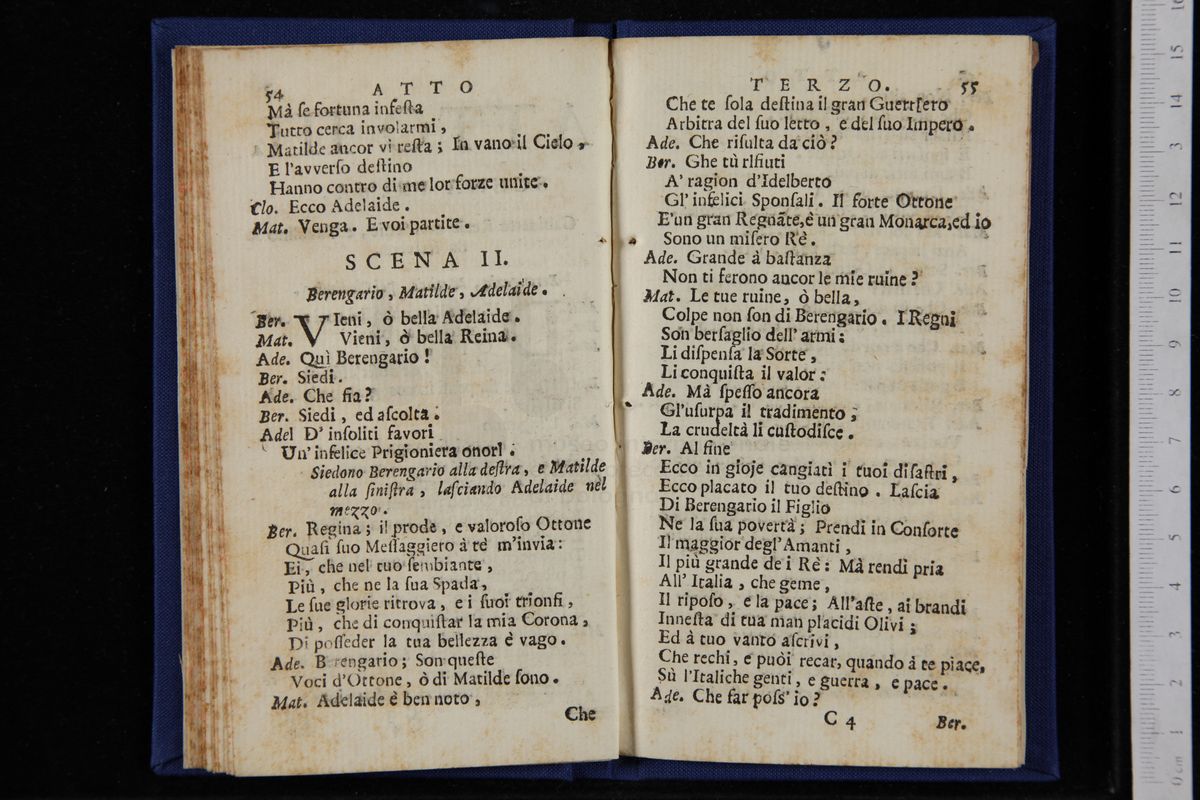 54
ATTO
Mà ſe fortuna infeſta
Tutto cerca involarmi,
Matilde ancor vi reſta; In vano il Cielo,
E l'avverſo deſtino
Hanno contro di me lor forze unite.
Clo. Ecco Adelaide.
Mat. Venga. E voi partite.
SCENA II.
Berengario, Matilde, Adelaide.
Ber. VIeni, ò bella Adelaide.
Mat. Vieni, ò bella Reina.
Ade. Quì Berengario!
Ber. Siedi.
Ade. Che fia?
Ber. Siedi, ed aſcolta.
Adel D' inſoliti favori
Un' infelice Prigioniera onori.
Siedono Berengario alla deſtra, e Matilde
alla ſiniſtra, laſciando Adelaide nel
mezzo.
Ber. Regina; il prode, e valoroſo Ottone
Quaſi ſuo Meſſaggiero à tè m'invia:
Ei, che nel tuo ſembiante,
Più, che ne la ſua Spada,
Le ſue glorie ritrova, e i ſuoi trionfi,
Più, che di conquiſtar la mia Corona,
Di poſſeder la tua bellezza è vago.
Ade. Berengario; Son queſte
Voci d'Ottone, ò di Matilde ſono.
Mat. Adelaide è ben noto,
Che
TERZO.
55
Che te ſola deſtina il gran Guerrfero
Arbitra del ſuo letto, e del ſuo Impero.
Ade. Che riſulta da ciò?
Ber. Ghe tù rlfiuti
A' ragion d'Idelberto
Gl' infelici Sponſali. Il forte Ottone
E' un gran Regnãte, è un gran Monarca, ed io
Sono un miſero Rè.
Ade. Grande à baſtanza
Non ti ferono ancor le mie ruine?
Mat. Le tue ruine, ò bella,
Colpe non ſon di Berengario. I Regni
Son berſaglio dell' armi:
Li diſpenſa la Sorte,
Li conquiſta il valor:
Ade. Mà ſpeſſo ancora
Gl'uſurpa il tradimento,
La crudeltà li cuſtodiſce.
Ber. Al fine
Ecco in gioje cangiati i tuoi diſaſtri,
Ecco placato il tuo deſtino. Laſcia
Di Berengario il Figlio
Ne la ſua povertà; Prendi in Conſorte
Il maggior degl' Amanti,
Il più grande de i Rè: Mà rendi pria
All' Italia, che geme,
Il ripoſo, e la pace; All'aſte, ai brandi
Inneſta di tua man placidi Olivi;
Ed à tuo vanto aſcrivi,
Che rechi, e puòi recar, quando à te piace,
Sù l'Italiche genti, e guerra, e pace.
Ade. Che far poſs' io?
C 4
Ber.